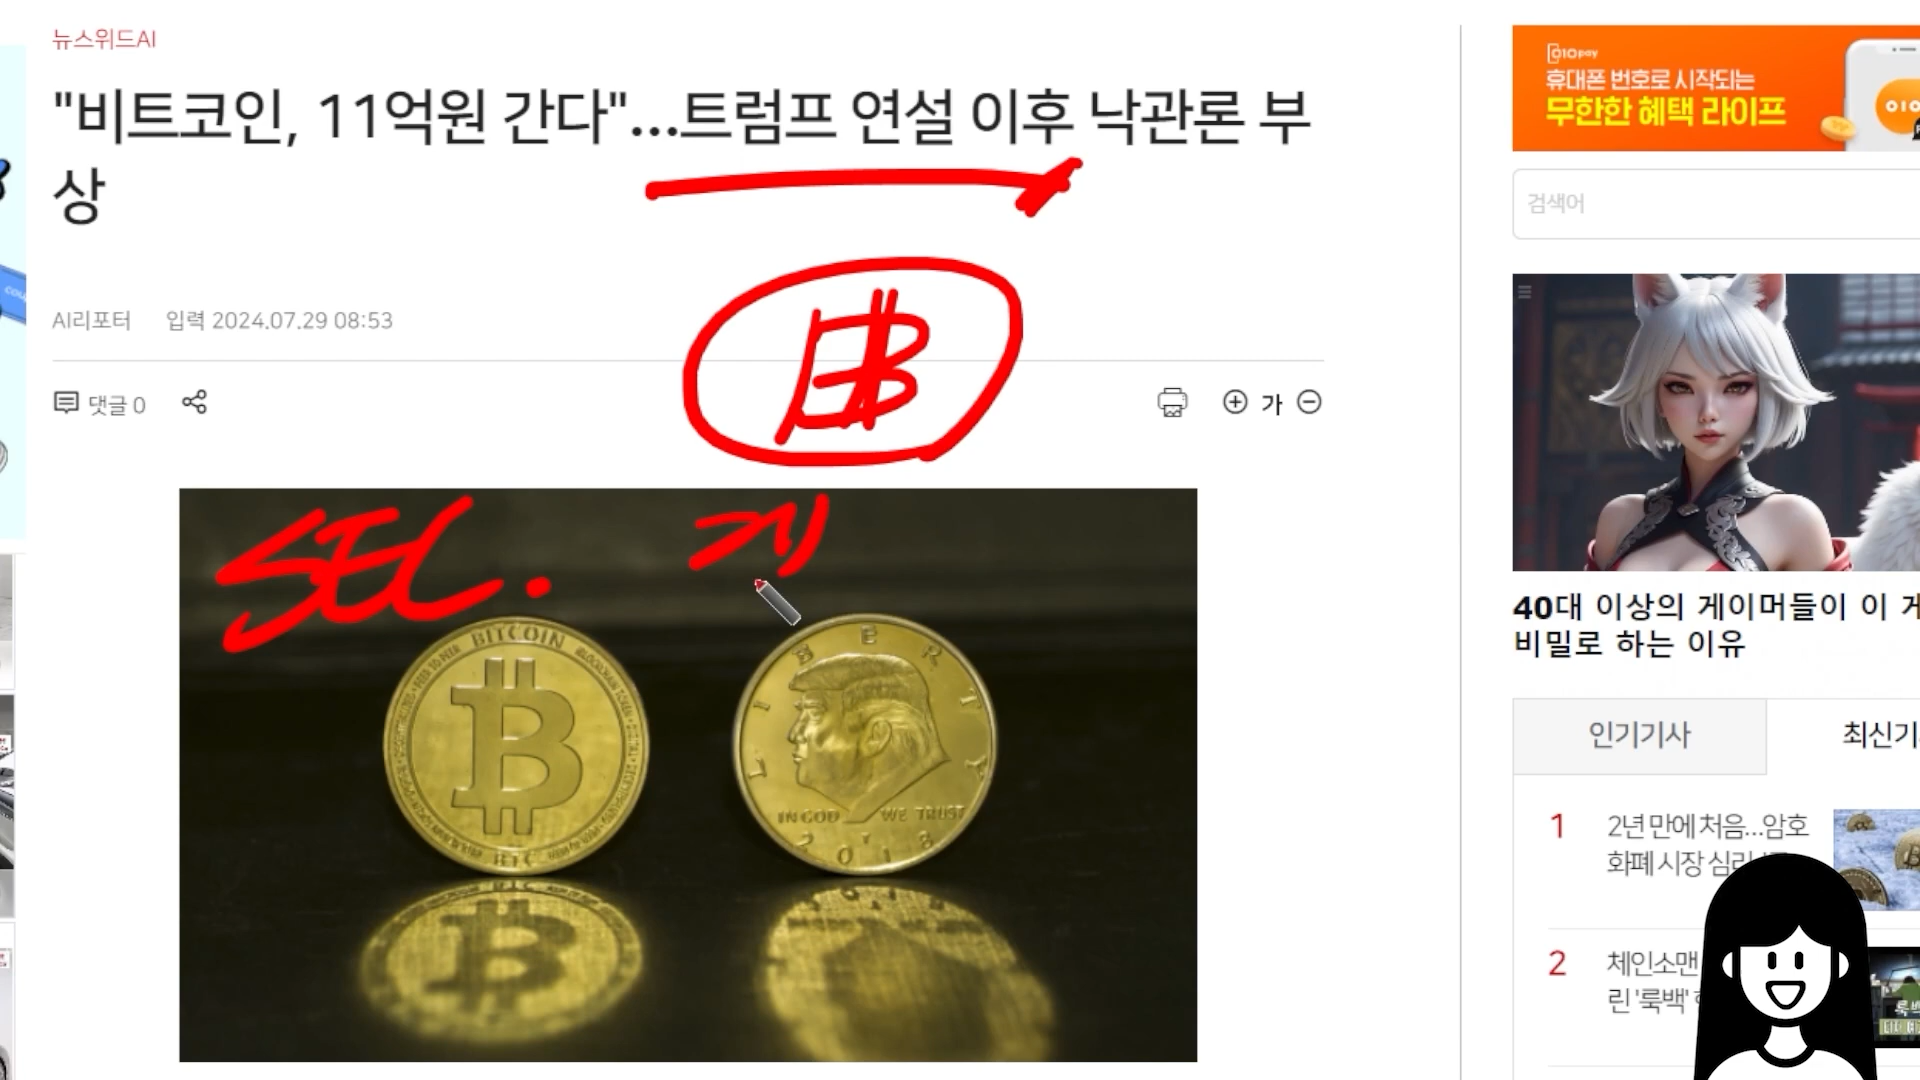 뉴스위드AI
"비트코인, 11억원 간다"...트럼프 연설 이후 낙관론 부
상
AI리포터 입력 2024.07.29 08:53
댓글 0
가
SEC.
게
BITCOIN
BTC
LIBERTY
IN GOD WE TRUST
2018
010pay
휴대폰 번호로 시작되는
무한한 혜택 라이프
010
검색어
40대 이상의 게이머들이 이
비밀로 하는 이유
인기기사
최신기
1
2년 만에 처음...암호
화폐 시장 심리
2
체인소맨
린 '룩백'